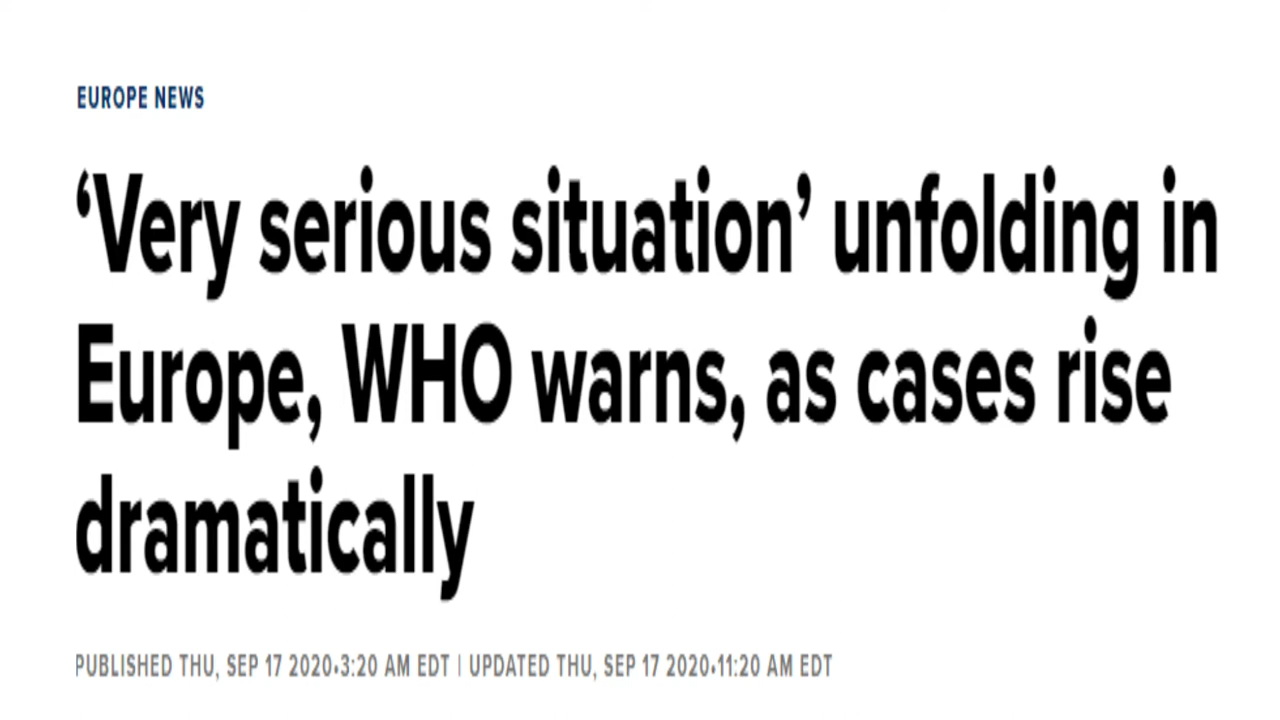 EUROPE NEWS
‘Very serious situation’ unfolding in
Europe, WHO warns, as cases rise
dramatically
PUBLISHED THU, SEP 17 2020•3:20 AM EDT | UPDATED THU, SEP 17 2020•11:20 AM EDT